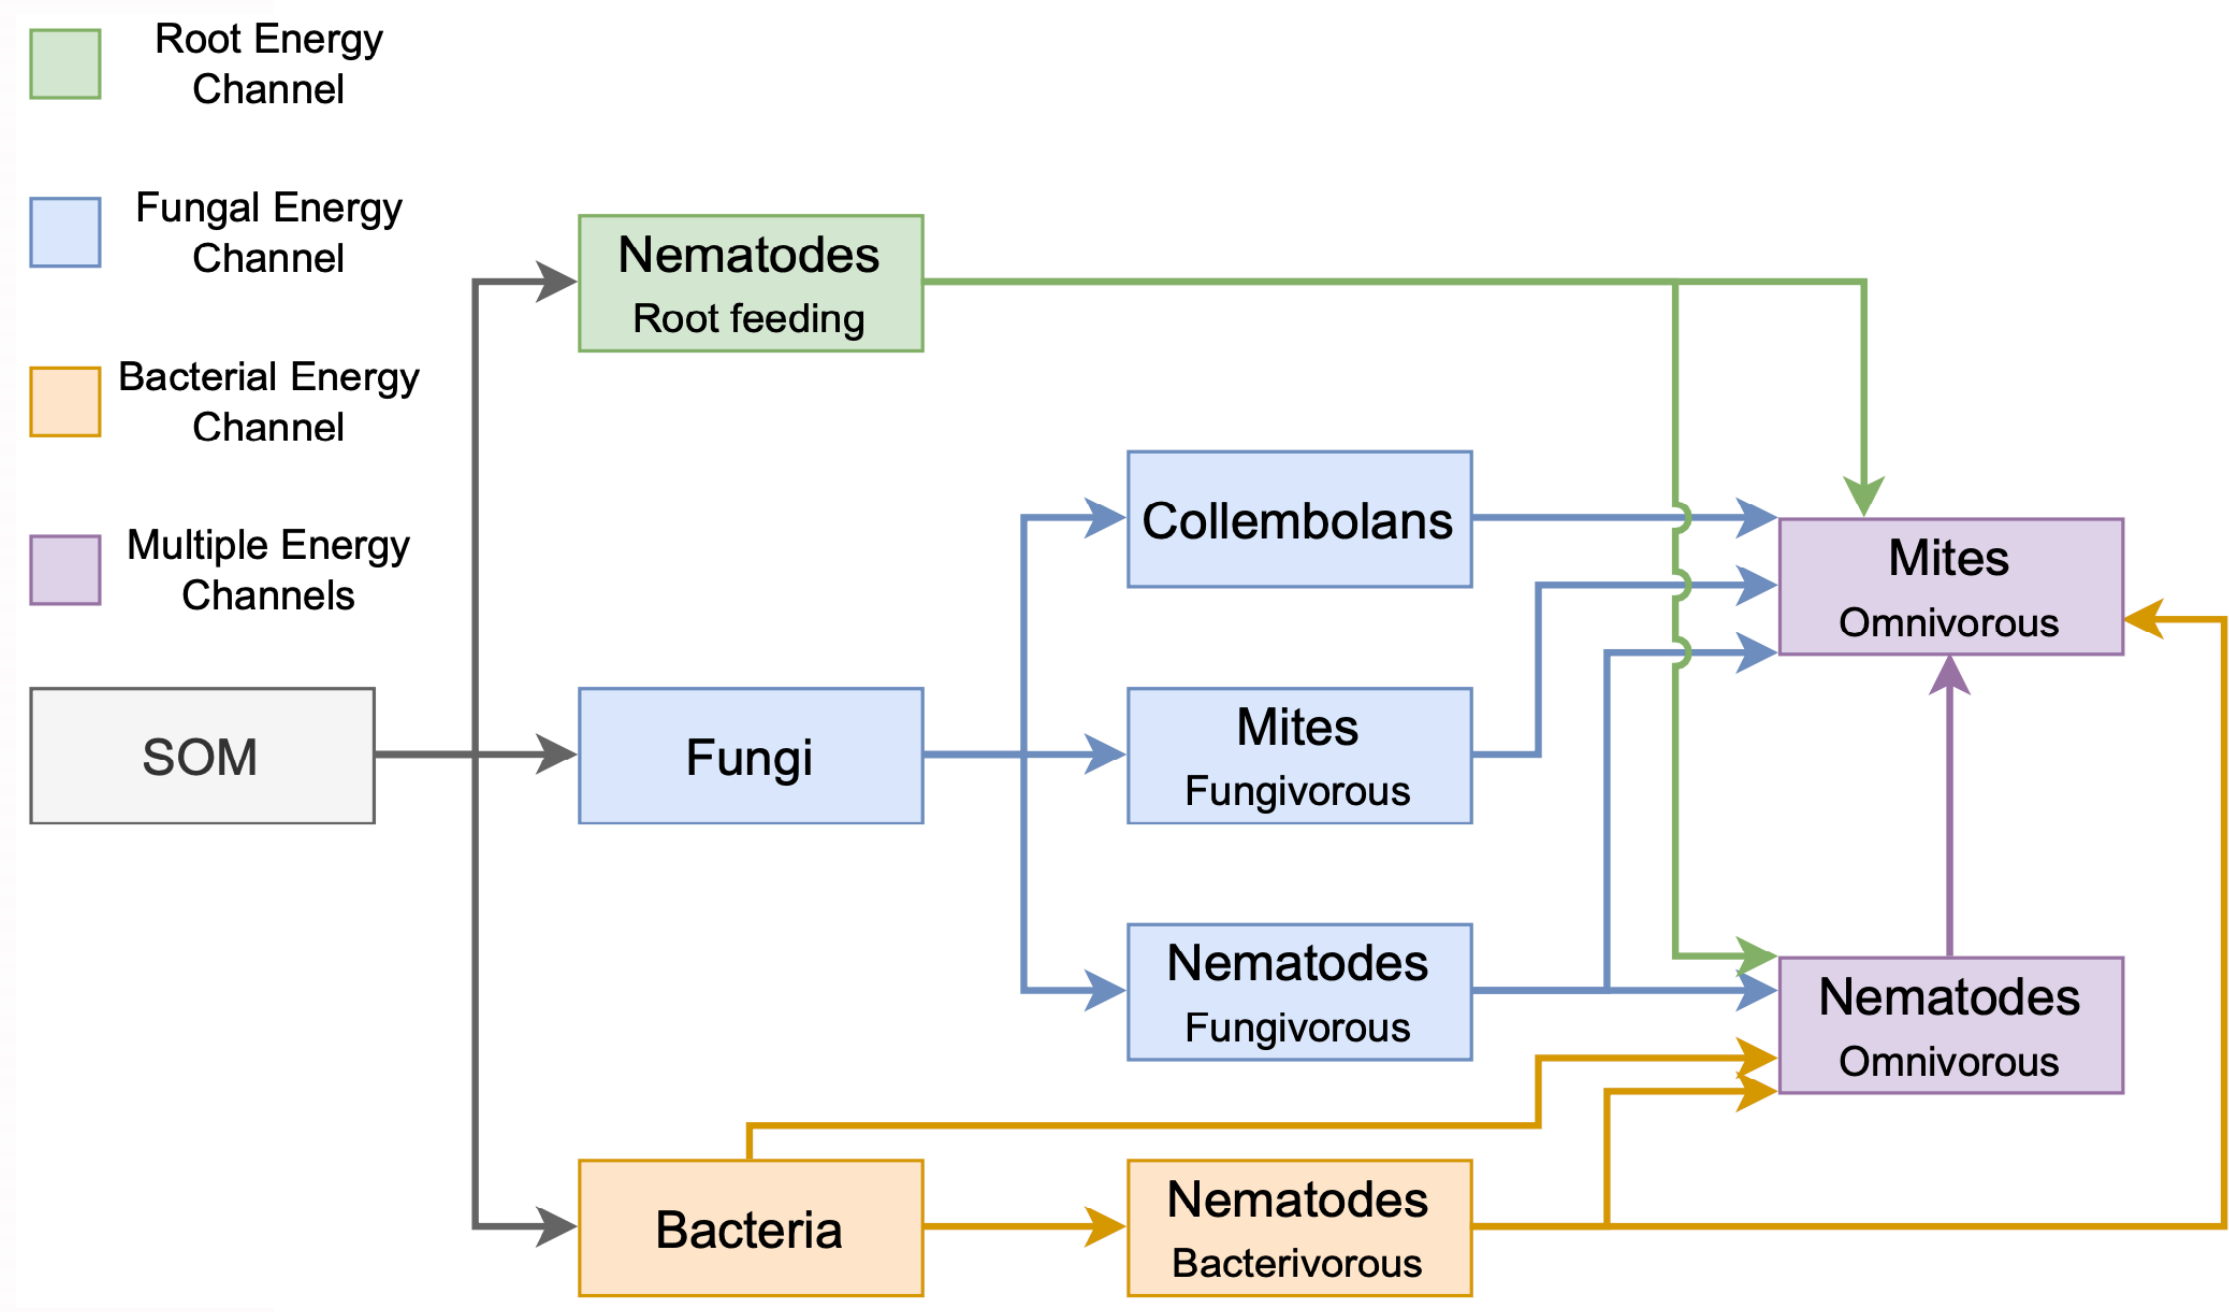 Root Energy
Channel
Fungal Energy
Channel
Bacterial Energy
Channel
Multiple Energy
Channels
SOM
Nematodes
Root feeding
Fungi
Bacteria
Collembolans
Mites
Fungivorous
Nematodes
Fungivorous
Nematodes
Bacterivorous
Mites
Omnivorous
Nematodes
Omnivorous